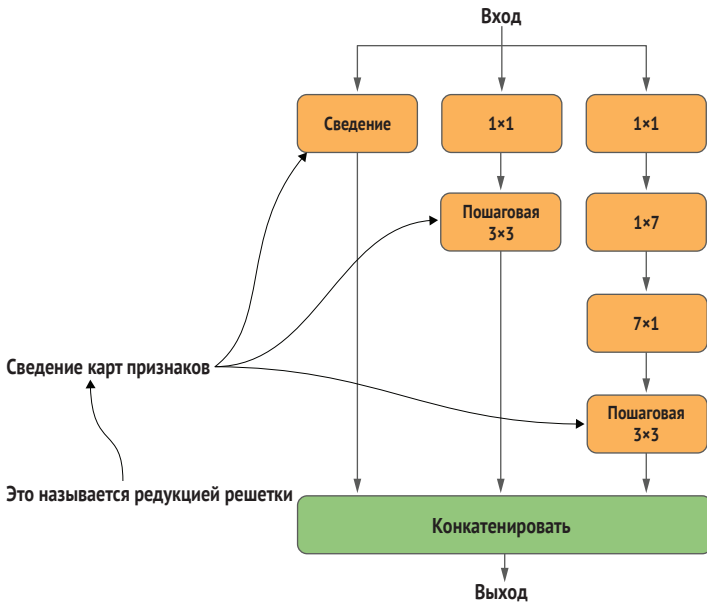 Вход
Сведение
1×1
1×1
Пошаговая
3×3
1×7
7×1
Сведение карт признаков
Пошаговая
3×3
Это называется редукцией решетки
Конкатенировать
Выход